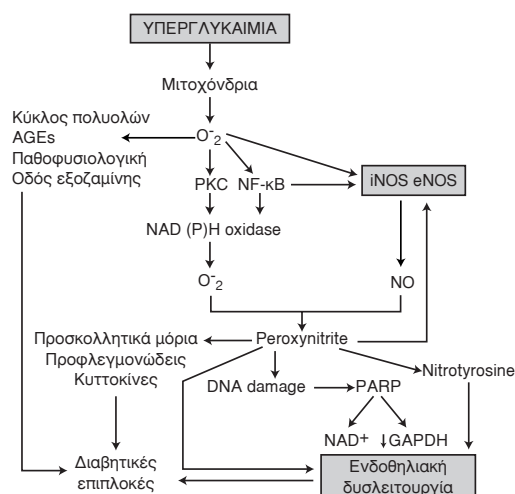 ΥΠΕΡΓΛΥΚΑΙΜΙΑ
Μιτοχόνδρια
Κύκλος πολυολών
AGEs
Παθοφυσιολογική
Οδός εξοζαμίνης
O⁻₂
PKC NF-κB
iNOS eNOS
NAD (P)H oxidase
O⁻₂
NO
Προσκολλητικά μόρια
Προφλεγμονώδεις
Κυττοκίνες
Peroxynitrite
DNA damage
PARP
Nitrotyrosine
NAD+ ↓GAPDH
Διαβητικές
επιπλοκές
Ενδοθηλιακή
δυσλειτουργία